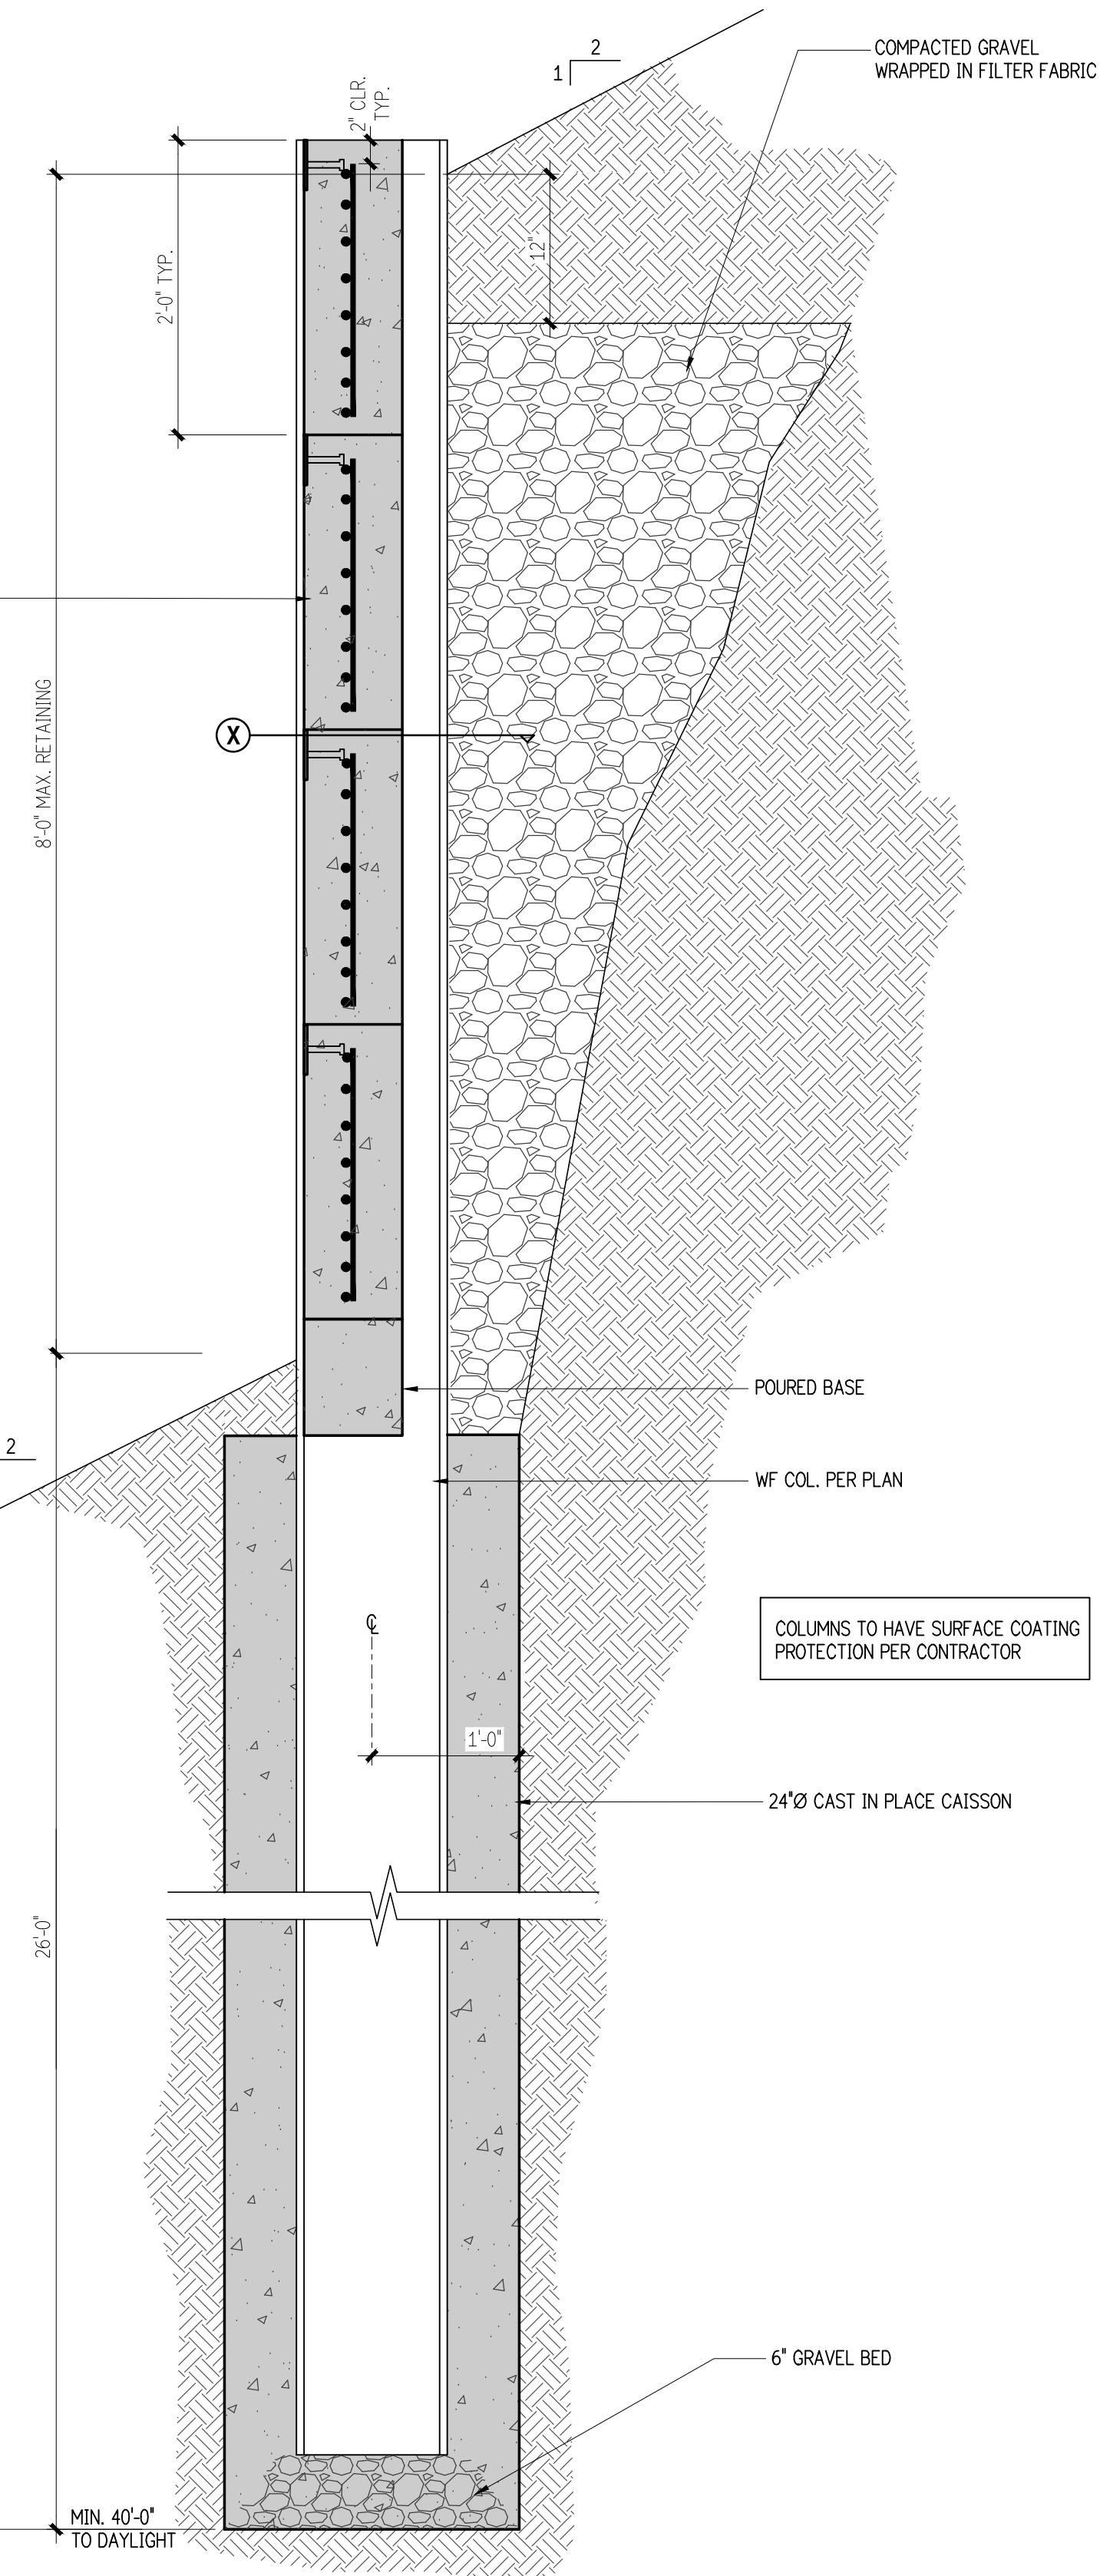 2
1
COMPACTED GRAVEL
WRAPPED IN FILTER FABRIC
2" CLR.
TYP.
2'-0" TYP.
12"
8'-0" MAX. RETAINING
X
POURED BASE
2
WF COL. PER PLAN
COLUMNS TO HAVE SURFACE COATING
PROTECTION PER CONTRACTOR
℄
1'-0"
24"Ø CAST IN PLACE CAISSON
26'-0"
6" GRAVEL BED
MIN. 40'-0"
TO DAYLIGHT